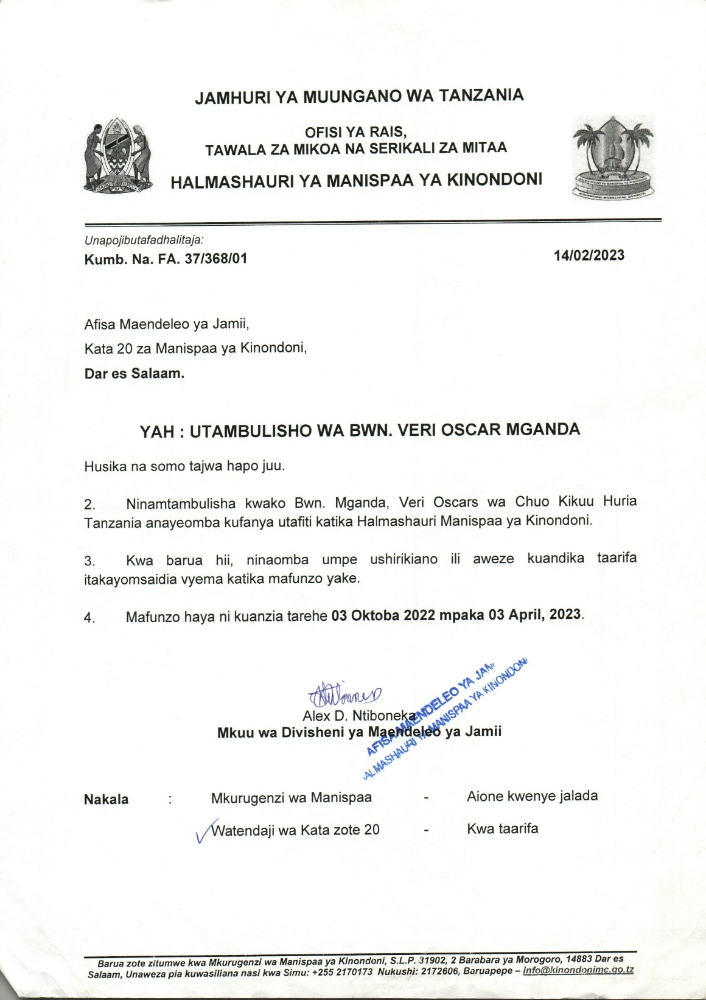 JAMHURI YA MUUNGANO WA TANZANIA
OFISI YA RAIS,
TAWALA ZA MIKOA NA SERIKALI ZA MITAA
HALMASHAURI YA MANISPAA YA KINONDONI
Unapojibutafadhalitaja:
Kumb. Na. FA. 37/368/01
14/02/2023
Afisa Maendeleo ya Jamii,
Kata 20 za Manispaa ya Kinondoni,
Dar es Salaam.
YAH : UTAMBULISHO WA BWN. VERI OSCAR MGANDA
Husika na somo tajwa hapo juu.
2. Ninamtambulisha kwako Bwn. Mganda, Veri Oscars wa Chuo Kikuu Huria
Tanzania anayeomba kufanya utafiti katika Halmashauri Manispaa ya Kinondoni.
3. Kwa barua hii, ninaomba umpe ushirikiano ili aweze kuandika taarifa
itakayomsaidia vyema katika mafunzo yake.
4. Mafunzo haya ni kuanzia tarehe 03 Oktoba 2022 mpaka 03 April, 2023.
Alex D. Ntiboneka
Mkuu wa Divisheni ya Maendeleo ya Jamii
AFISA MAENDELEO YA JAM
ALMASHAURI YA MANISPAA YA KINONDONI
Nakala : Mkurugenzi wa Manispaa - Aione kwenye jalada
Watendaji wa Kata zote 20 - Kwa taarifa
Barua zote zitumwe kwa Mkurugenzi wa Manispaa ya Kinondoni, S.L.P. 31902, 2 Barabara ya Morogoro, 14883 Dar es
Salaam, Unaweza pia kuwasiliana nasi kwa Simu: +255 2170173 Nukushi: 2172606, Baruapepe – info@kinondonimc.go.tz